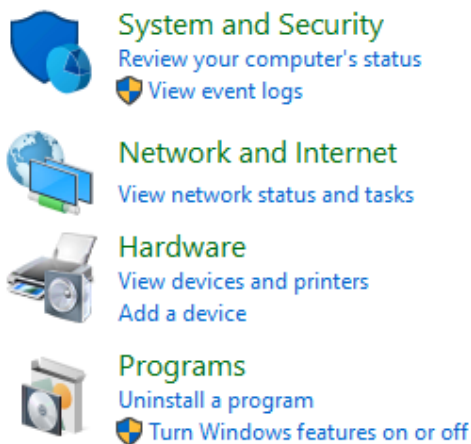 System and Security
Review your computer's status
View event logs
Network and Internet
View network status and tasks
Hardware
View devices and printers
Add a device
Programs
Uninstall a program
Turn Windows features on or off